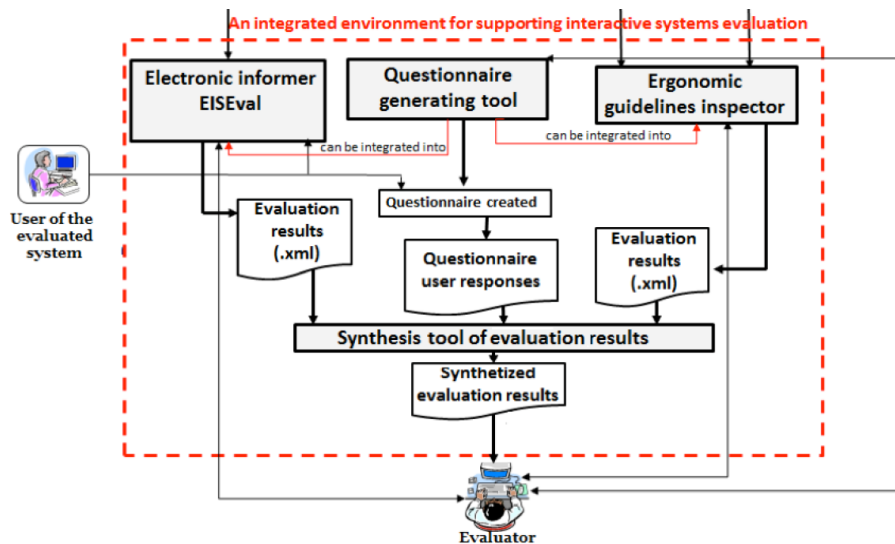 An integrated environment for supporting interactive systems evaluation
Electronic informer
EISEval
Questionnaire
generating tool
Ergonomic
guidelines inspector
can be integrated into
can be integrated into
User of the
evaluated
system
Questionnaire created
Evaluation
results
(.xml)
Questionnaire
user responses
Evaluation
results
(.xml)
Synthesis tool of evaluation results
Synthetized
evaluation results
Evaluator